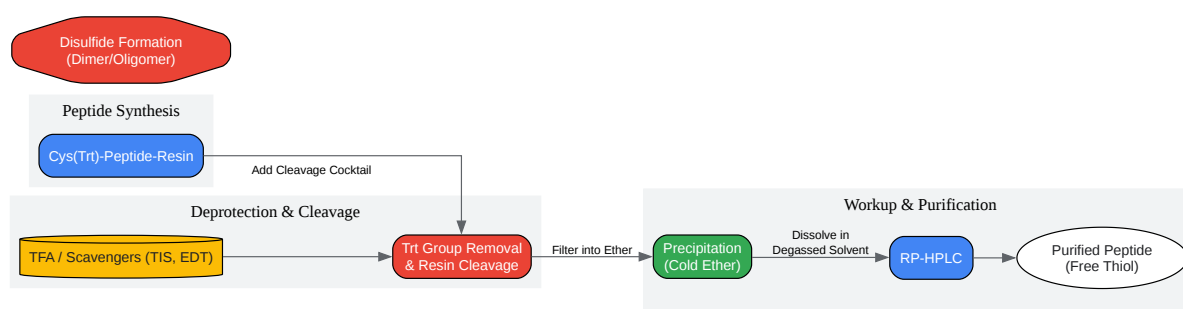 Disulfide Formation
(Dimer/Oligomer)
Peptide Synthesis
Cys(Trt)-Peptide-Resin
Add Cleavage Cocktail
Deprotection & Cleavage
TFA / Scavengers (TIS, EDT)
Trt Group Removal
& Resin Cleavage
Filter into Ether
Workup & Purification
Precipitation
(Cold Ether)
Dissolve in
Degassed Solvent
RP-HPLC
Purified Peptide
(Free Thiol)